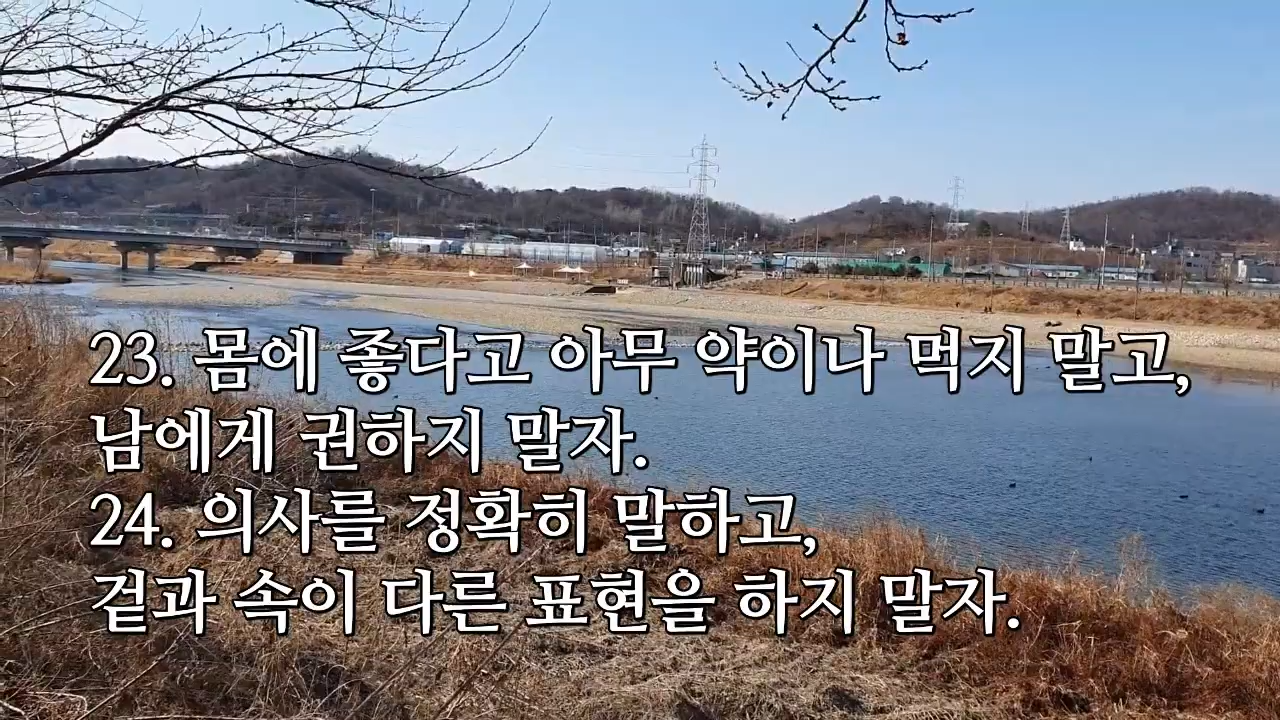 23. 몸에 좋다고 아무 약이나 먹지 말고,
남에게 권하지 말자.
24. 의사를 정확히 말하고,
겉과 속이 다른 표현을 하지 말자.